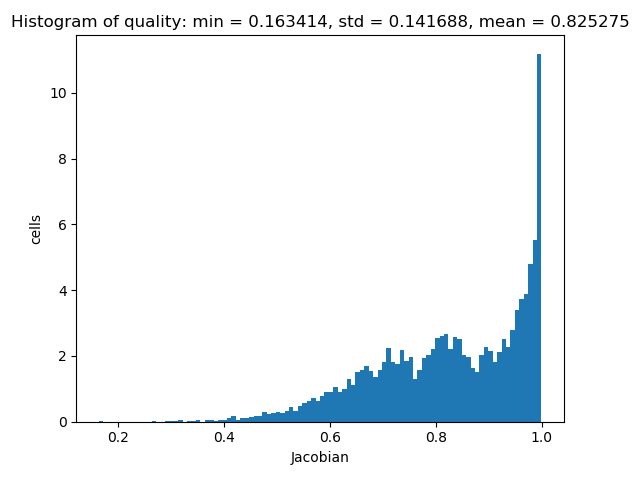 Histogram of quality: min = 0.163414, std = 0.141688, mean = 0.825275
10
8
6
4
2
0
cells
0.2 0.4 0.6 0.8 1.0
Jacobian